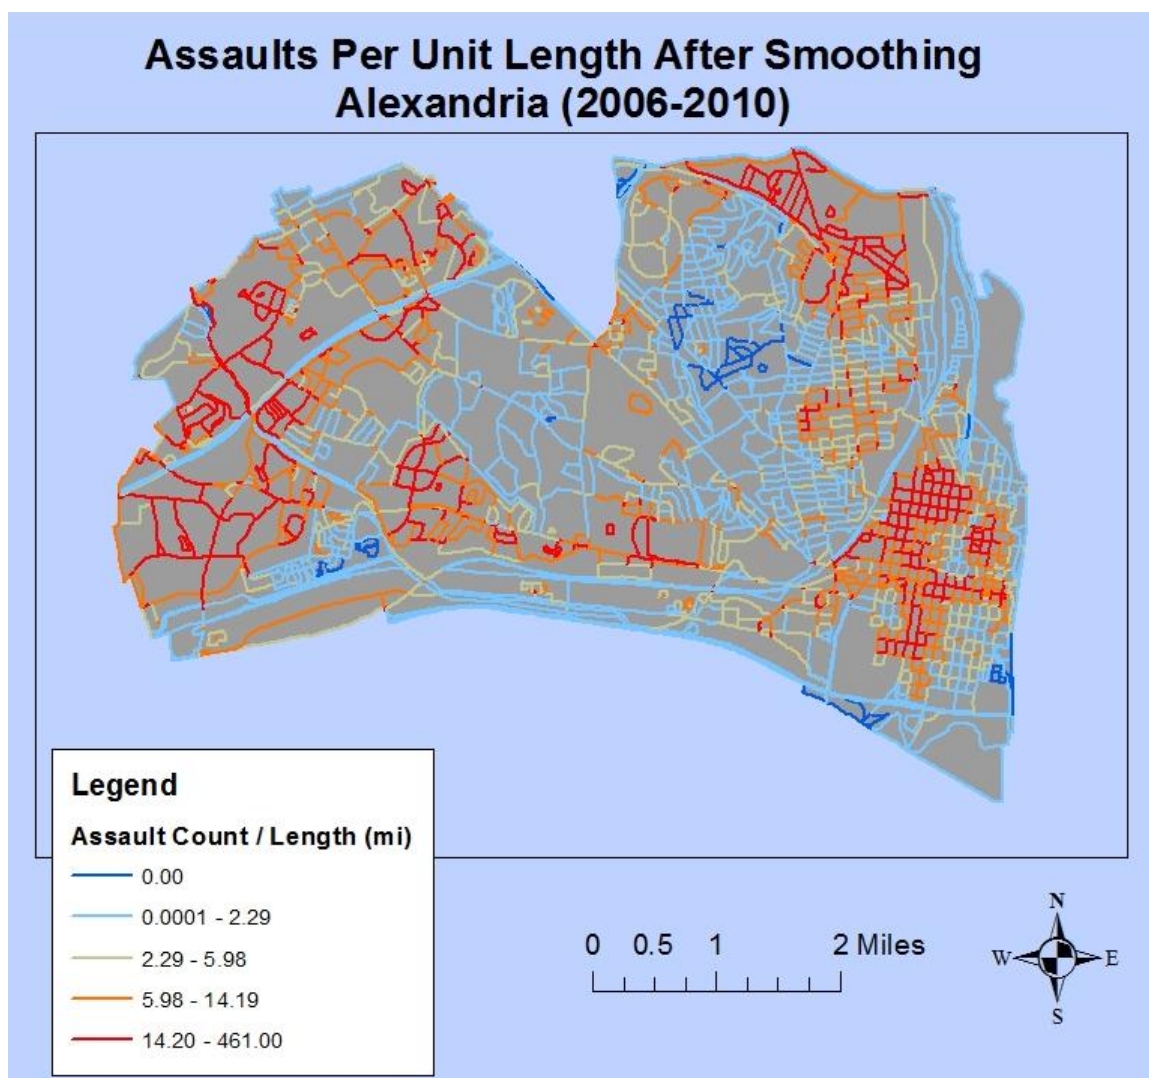 Assaults Per Unit Length After Smoothing
Alexandria (2006-2010)
Legend
Assault Count / Length (mi)
0.00
0.0001 - 2.29
2.29 - 5.98
5.98 - 14.19
14.20 - 461.00
0 0.5 1 2 Miles
N
W E
S